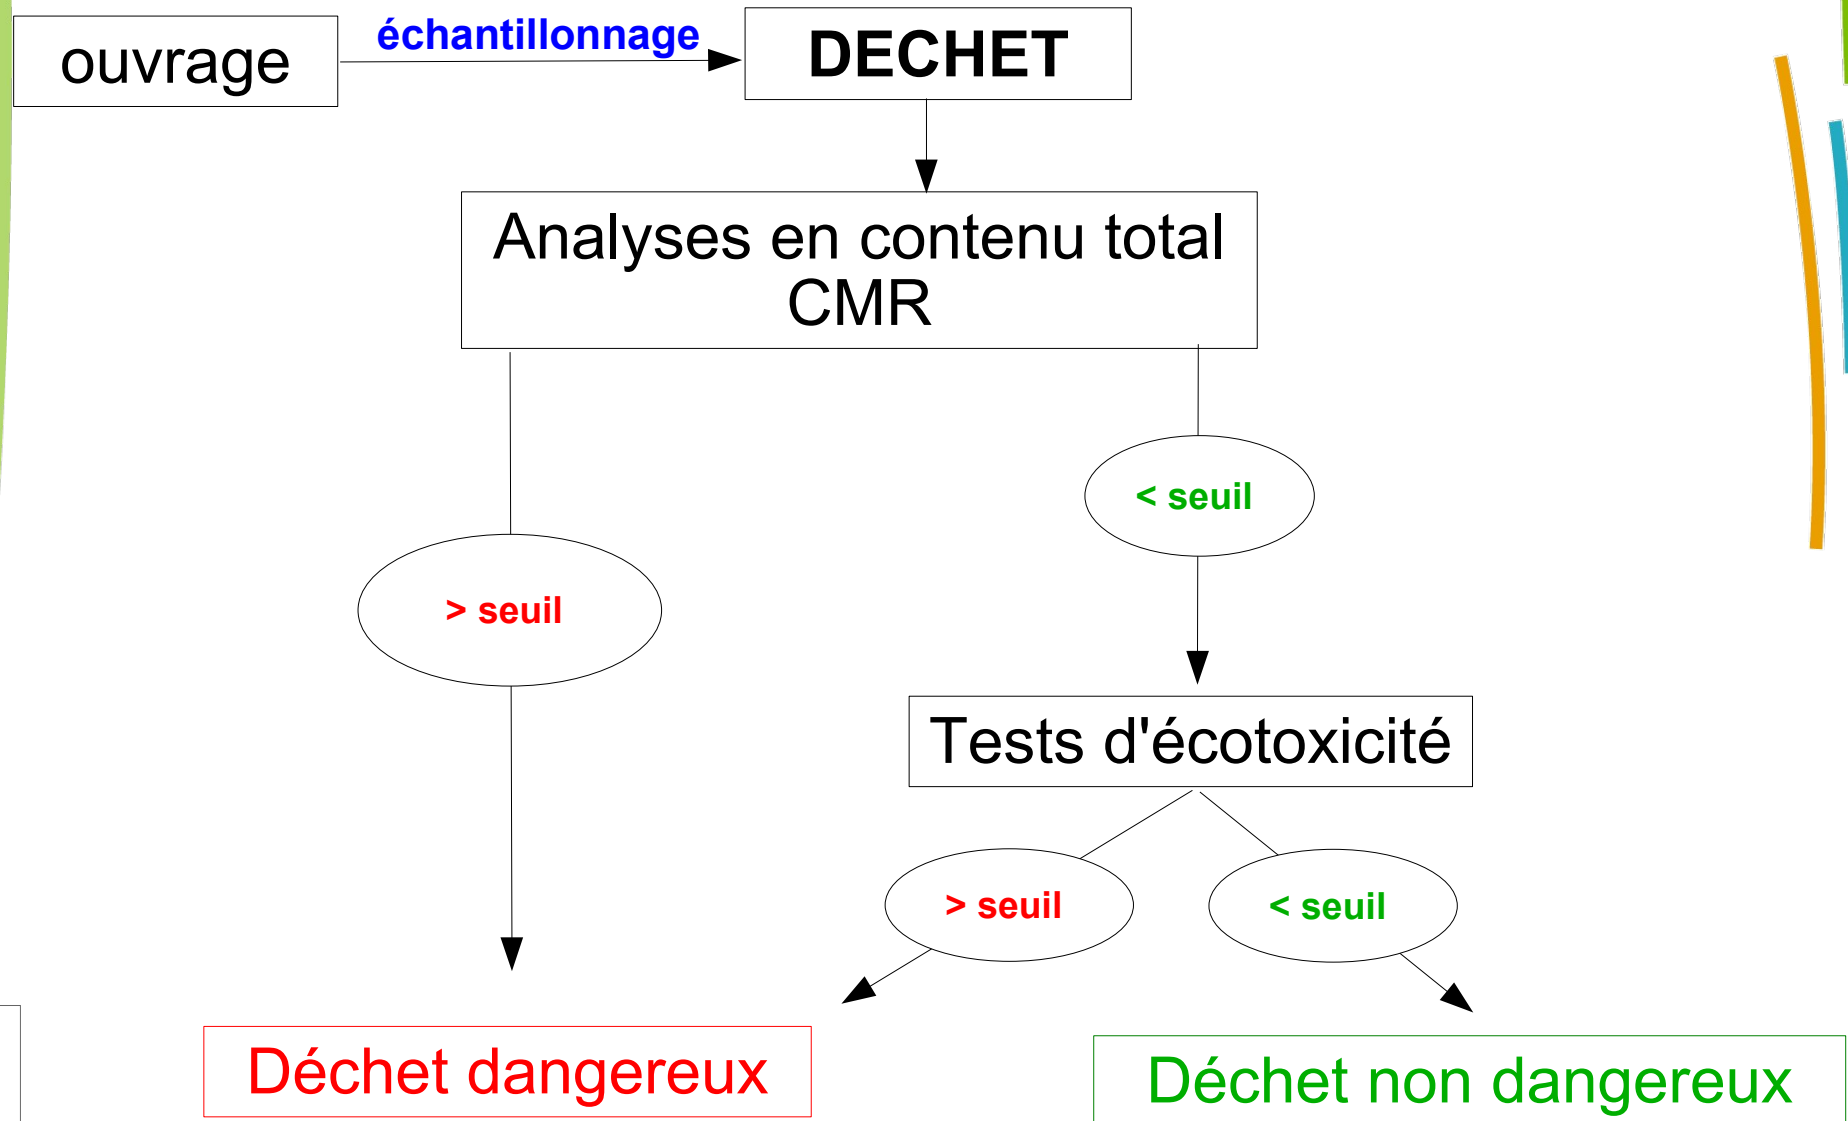 ouvrage
échantillonnage
DECHET
Analyses en contenu total
CMR
< seuil
> seuil
Tests d'écotoxicité
> seuil
< seuil
Déchet dangereux
Déchet non dangereux